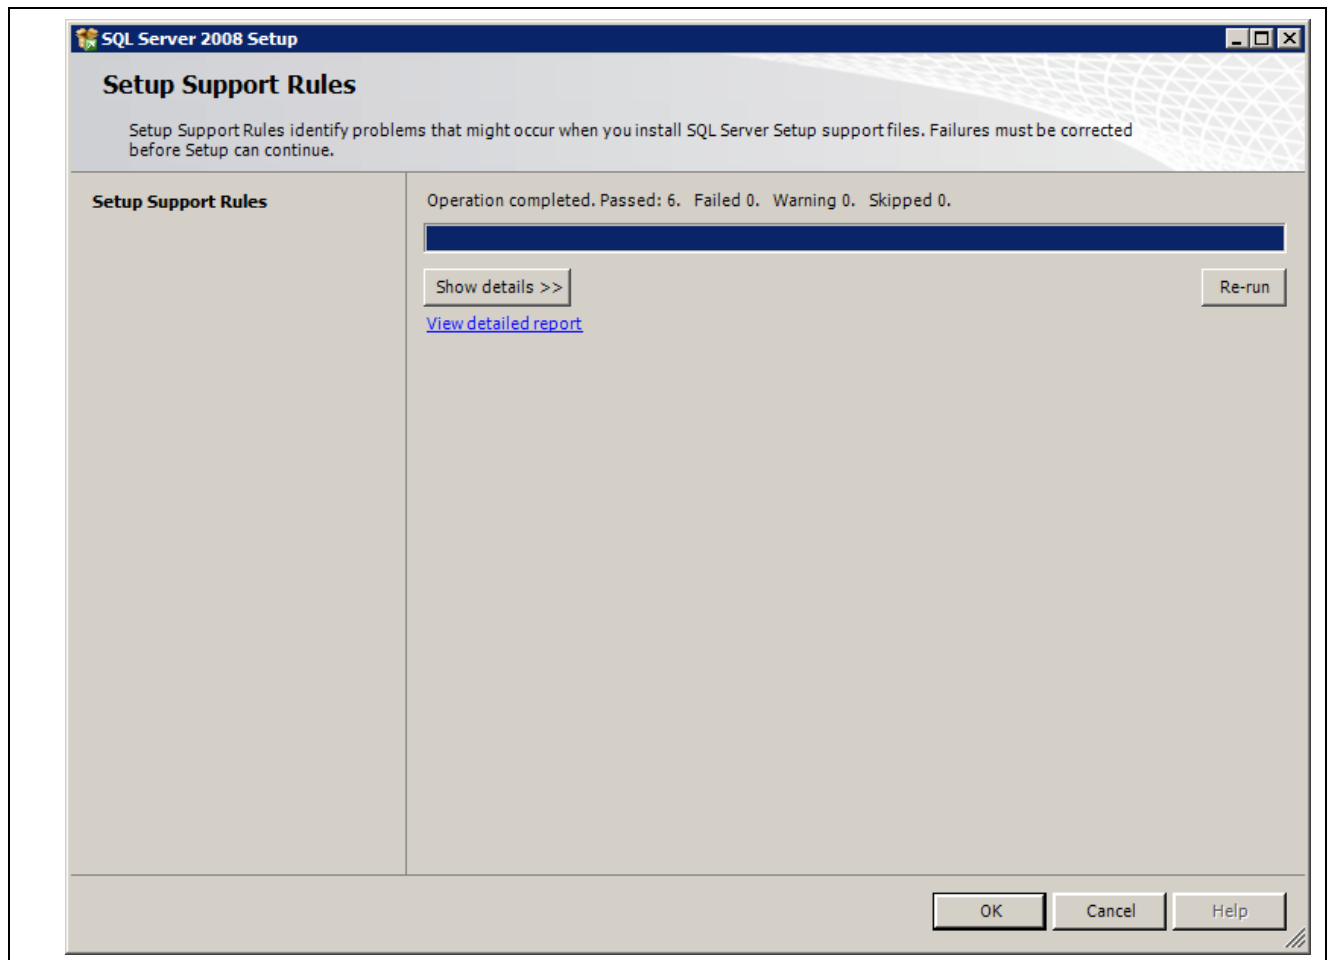 SQL Server 2008 Setup
Setup Support Rules
Setup Support Rules identify problems that might occur when you install SQL Server Setup support files. Failures must be corrected
before Setup can continue.
Setup Support Rules
Operation completed. Passed: 6.   Failed 0.   Warning 0.   Skipped 0.
Show details >>
Re-run
View detailed report
OK
Cancel
Help